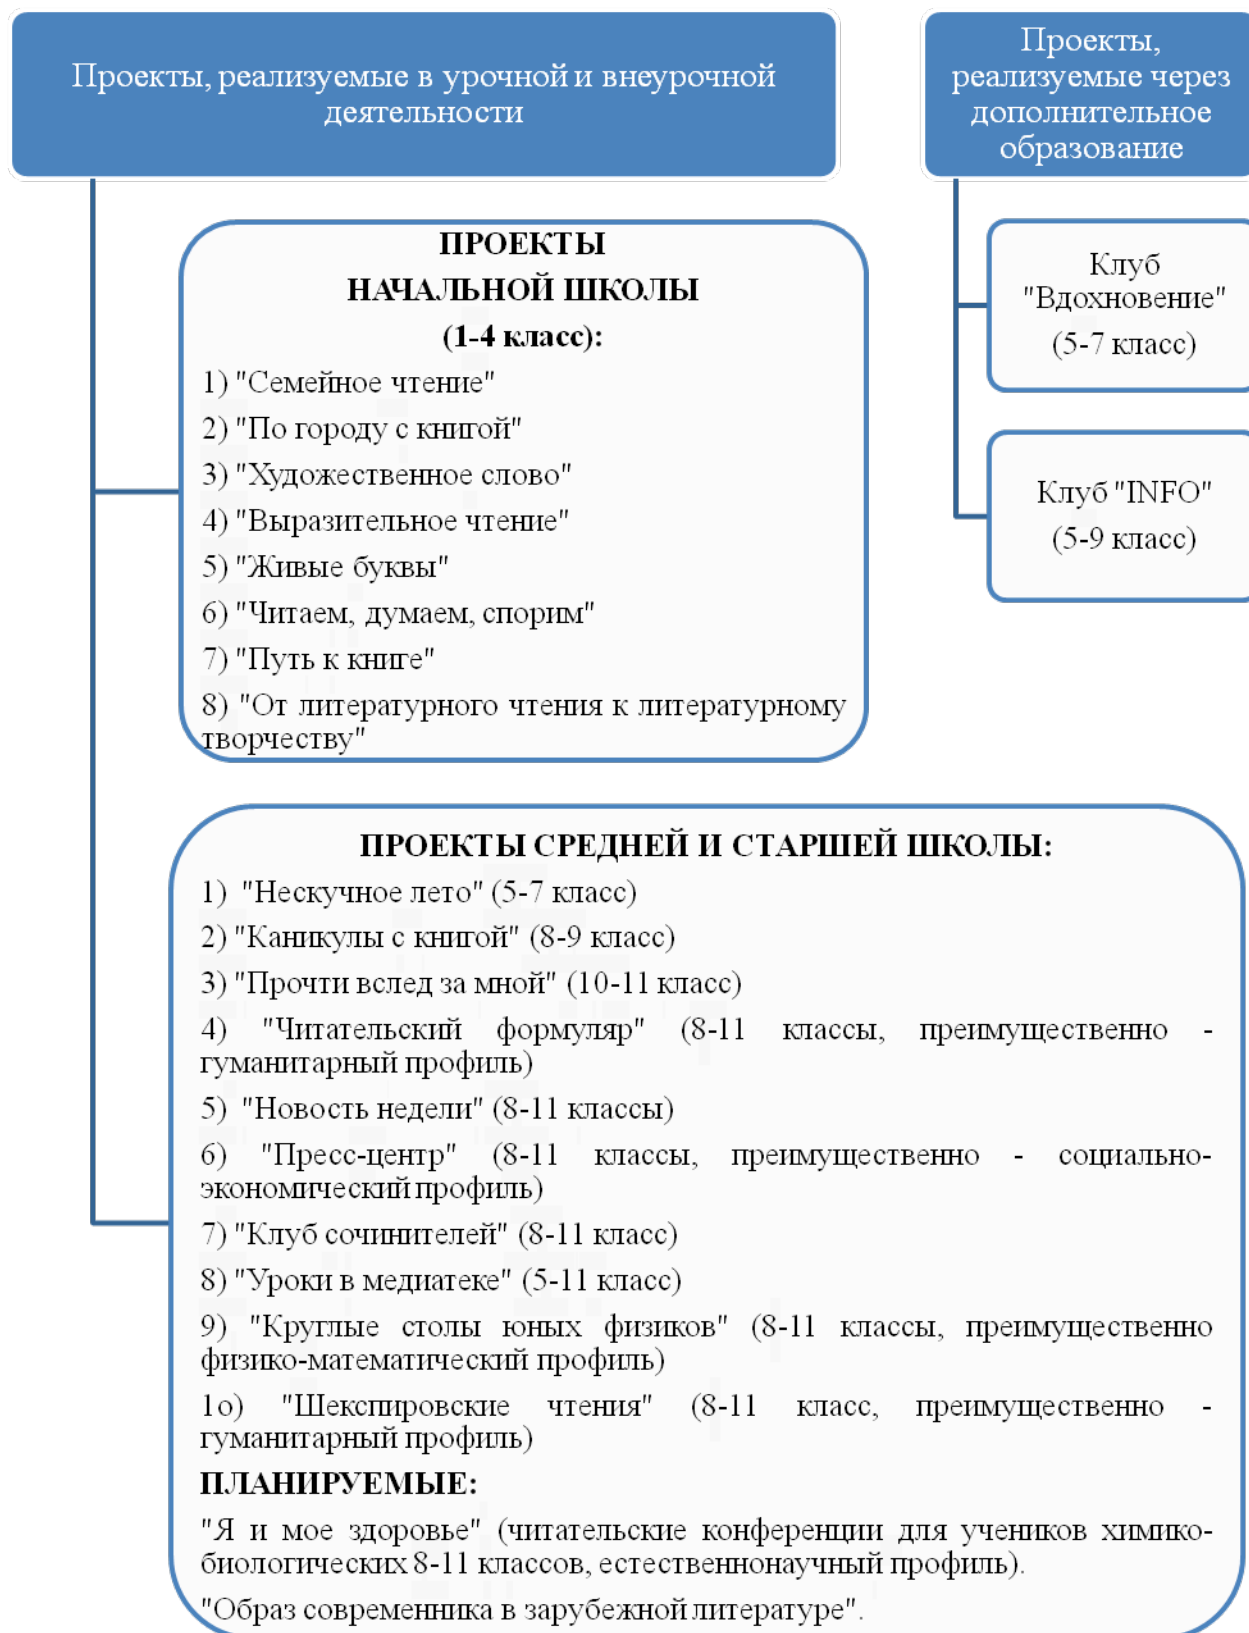 Проекты, реализуемые в урочной и внеурочной
деятельности
Проекты,
реализуемые через
дополнительное
образование
ПРОЕКТЫ
НАЧАЛЬНОЙ ШКОЛЫ
(1-4 класс):
1) "Семейное чтение"
2) "По городу с книгой"
3) "Художественное слово"
4) "Выразительное чтение"
5) "Живые буквы"
6) "Читаем, думаем, спорим"
7) "Путь к книге"
8) "От литературного чтения к литературному
творчеству"
Клуб
"Вдохновение"
(5-7 класс)
Клуб "INFO"
(5-9 класс)
ПРОЕКТЫ СРЕДНЕЙ И СТАРШЕЙ ШКОЛЫ:
1) "Нескучное лето" (5-7 класс)
2) "Каникулы с книгой" (8-9 класс)
3) "Прочти вслед за мной" (10-11 класс)
4) "Читательский формуляр" (8-11 классы, преимущественно -
гуманитарный профиль)
5) "Новость недели" (8-11 классы)
6) "Пресс-центр" (8-11 классы, преимущественно - социально-
экономический профиль)
7) "Клуб сочинителей" (8-11 класс)
8) "Уроки в медиатеке" (5-11 класс)
9) "Круглые столы юных физиков" (8-11 классы, преимущественно
физико-математический профиль)
1о) "Шекспировские чтения" (8-11 класс, преимущественно -
гуманитарный профиль)
ПЛАНИРУЕМЫЕ:
"Я и мое здоровье" (читательские конференции для учеников химико-
биологических 8-11 классов, естественнонаучный профиль).
"Образ современника в зарубежной литературе".